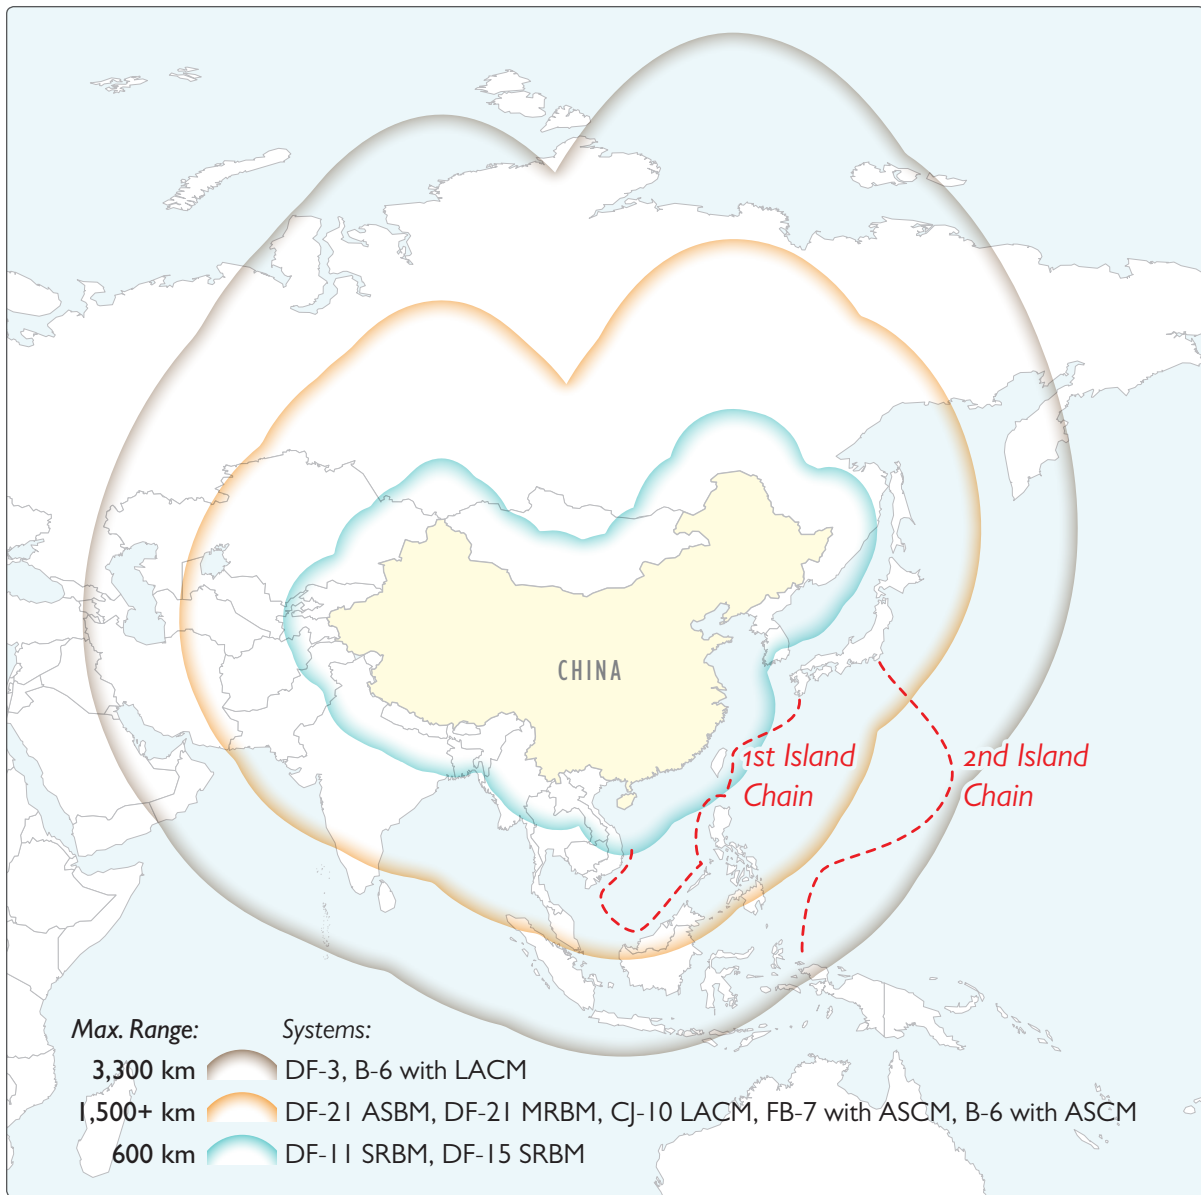 CHINA
1st Island
Chain
2nd Island
Chain
Max. Range: Systems:
3,300 km DF-3, B-6 with LACM
1,500+ km DF-21 ASBM, DF-21 MRBM, CJ-10 LACM, FB-7 with ASCM, B-6 with ASCM
600 km DF-11 SRBM, DF-15 SRBM